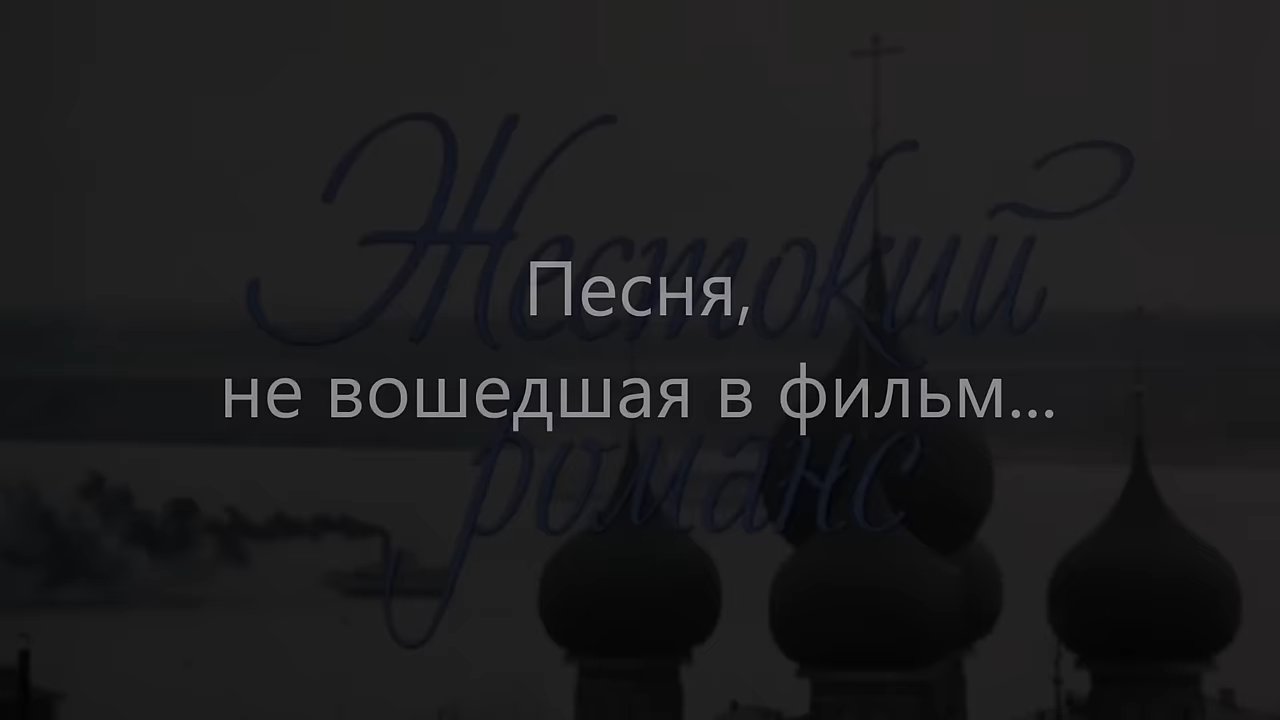 Жестокий
Песня,
не вошедшая в фильм...
романс